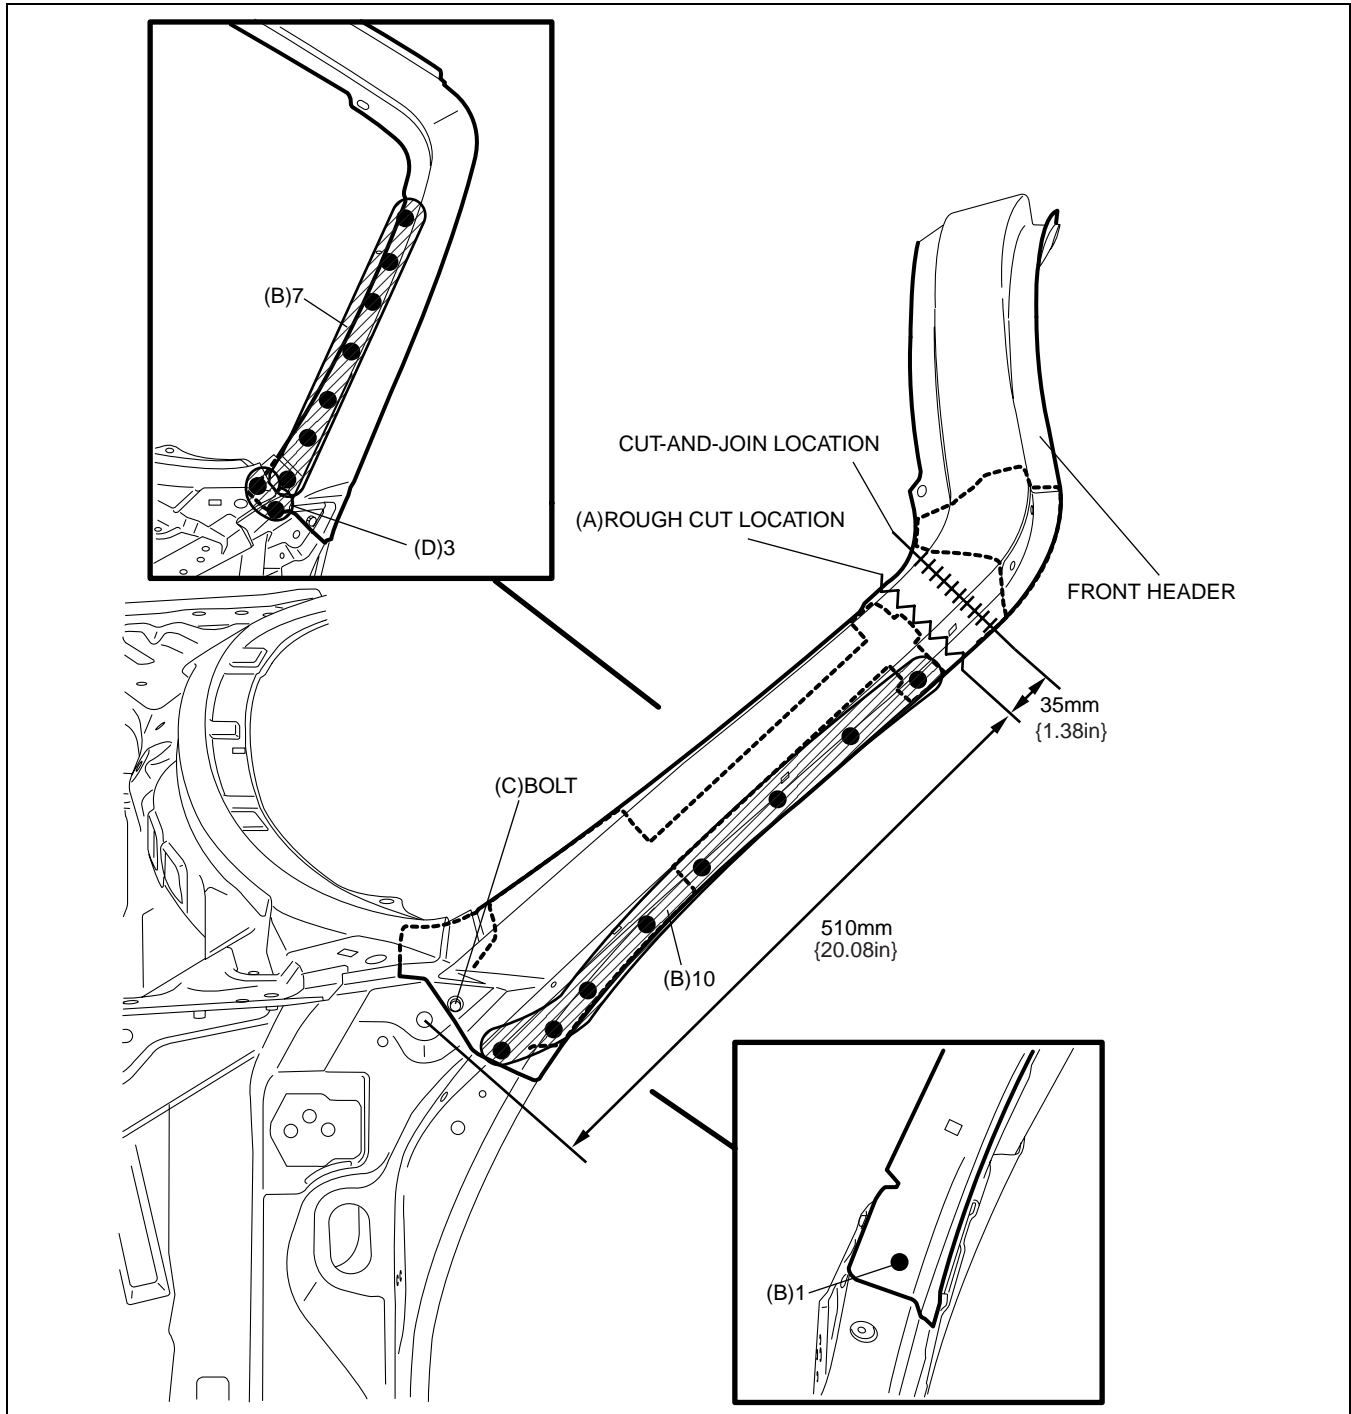 (B)7
(D)3
CUT-AND-JOIN LOCATION
(A)ROUGH CUT LOCATION
FRONT HEADER
35mm
{1.38in}
(C)BOLT
510mm
{20.08in}
(B)10
(B)1